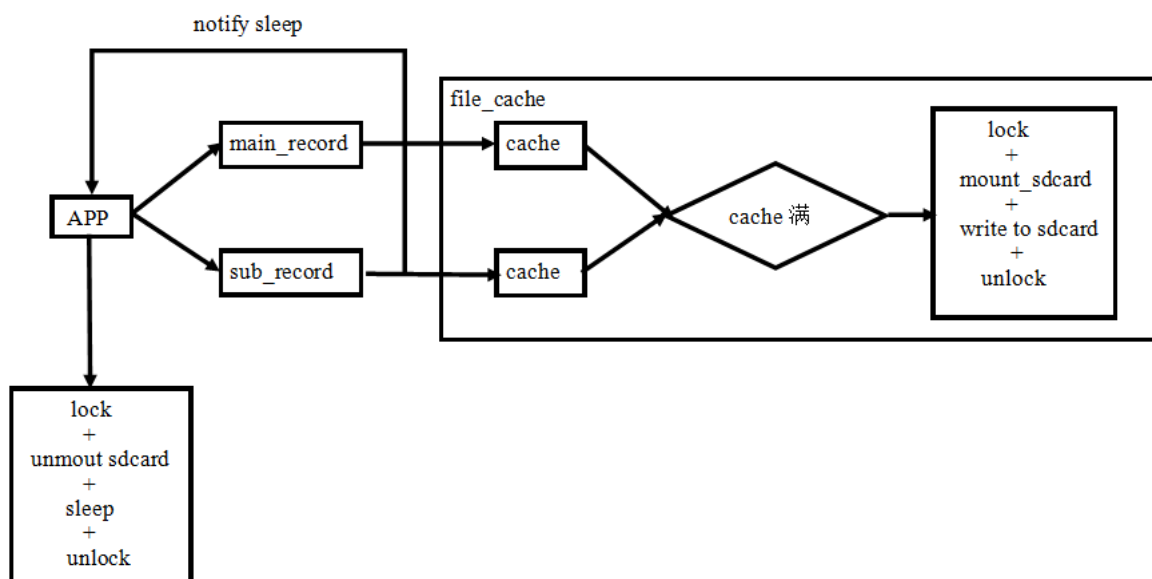 notify sleep
file_cache
main_record
cache
APP
sub_record
cache
cache 满
lock
+
mount_sdcard
+
write to sdcard
+
unlock
lock
+
unmout sdcard
+
sleep
+
unlock